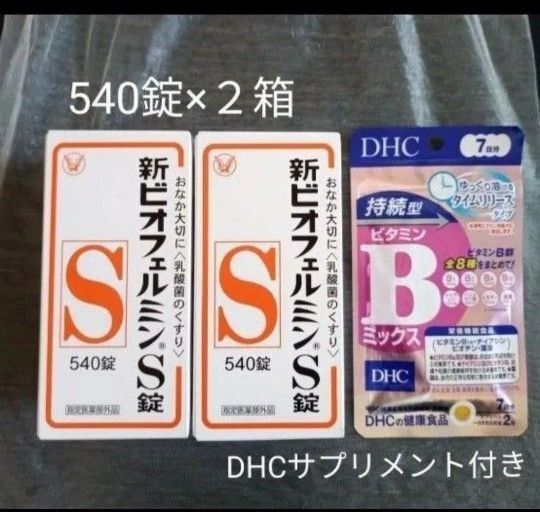 540錠×2箱
新ビオフェルミン®S錠
おなか大切に〈乳酸菌のくすり〉
S
540錠
指定医薬部外品
新ビオフェルミン®S錠
おなか大切に〈乳酸菌のくすり〉
S
540錠
指定医薬部外品
DHC
7日分
ゆっくり溶ける
タイムリリース
タイプ
持続型
ビタミン
B
ミックス
ビタミンB群
全8種をまとめて!
栄養機能食品
DHC
DHCの健康食品
7日分
DHCサプリメント付き